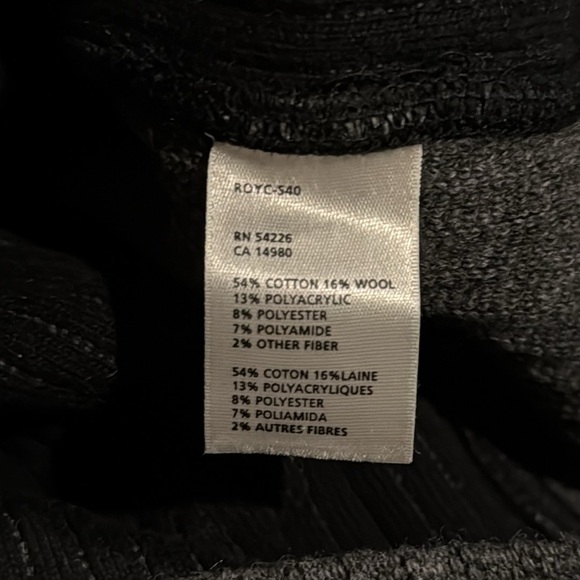 ROYC-S40
RN 54226
CA 14980
54% COTTON 16% WOOL
13% POLYACRYLIC
8% POLYESTER
7% POLYAMIDE
2% OTHER FIBER
54% COTON 16%LAINE
13% POLYACRYLIQUES
8% POLYESTER
7% POLIAMIDA
2% AUTRES FIBRES